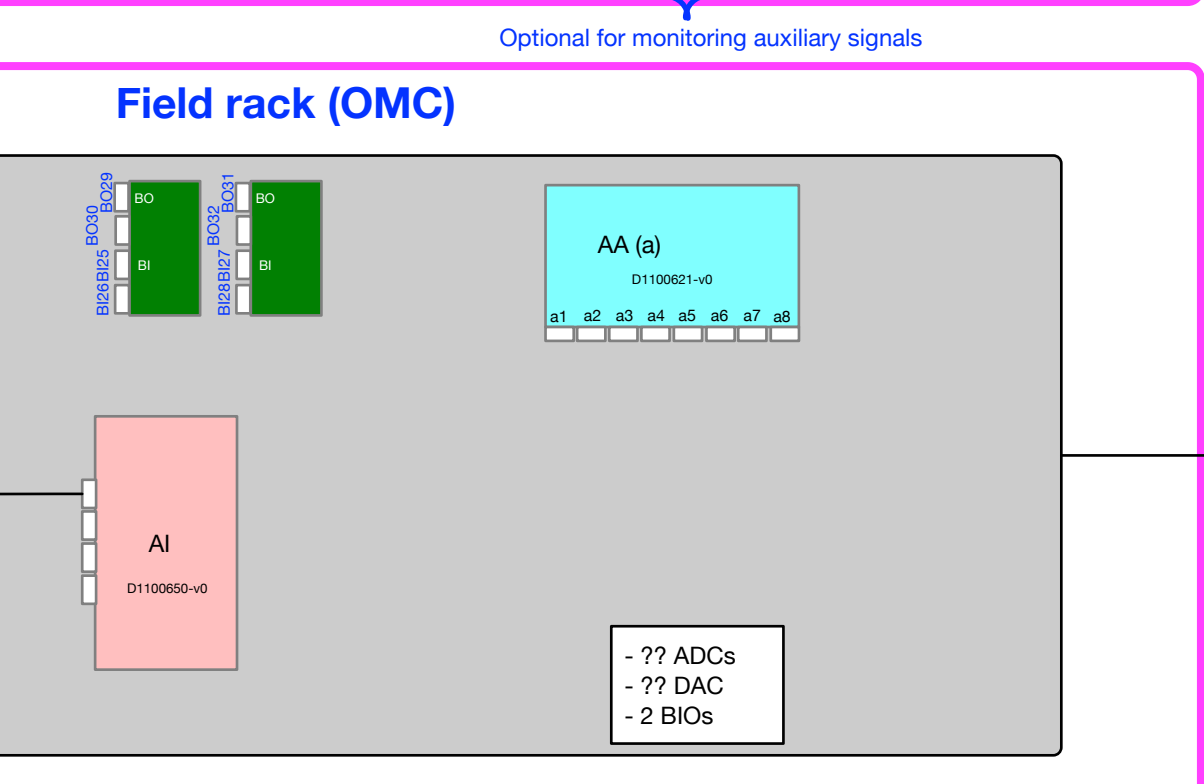 Optional for monitoring auxiliary signals
Field rack (OMC)
BO29
BO30
BI25
BI26
BO
BI
BO31
BO32
BI27
BI28
BO
BI
AA (a)
D1100621-v0
a1 a2 a3 a4 a5 a6 a7 a8
AI
D1100650-v0
- ?? ADCs
- ?? DAC
- 2 BIOs